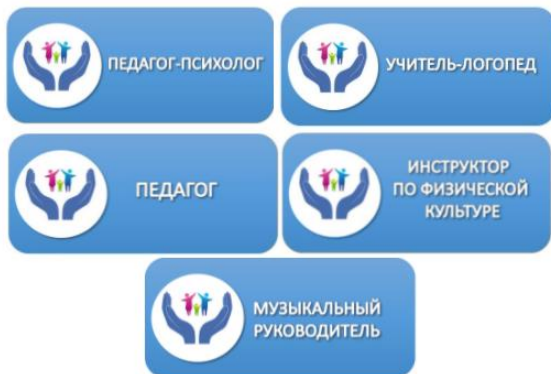 ПЕДАГОГ-ПСИХОЛОГ
УЧИТЕЛЬ-ЛОГОПЕД
ПЕДАГОГ
ИНСТРУКТОР
ПО ФИЗИЧЕСКОЙ
КУЛЬТУРЕ
МУЗЫКАЛЬНЫЙ
РУКОВОДИТЕЛЬ